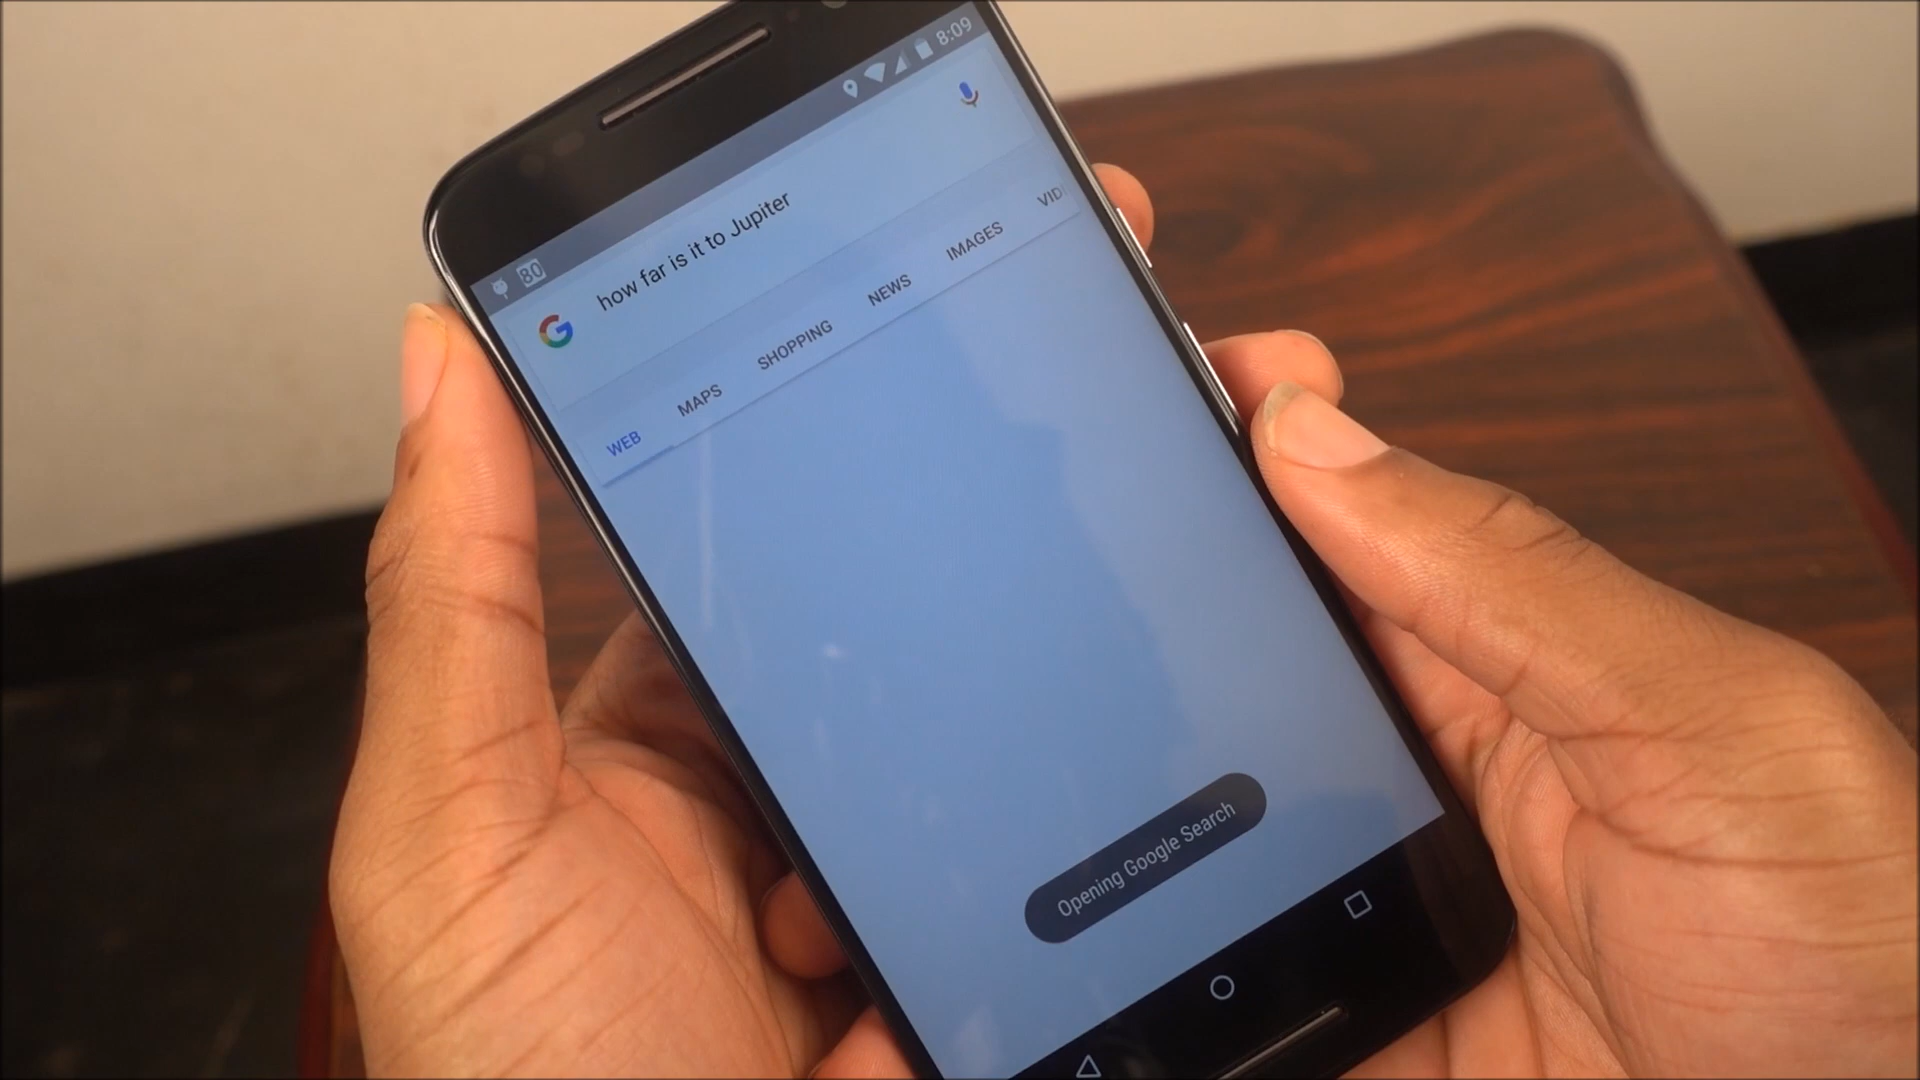 80
8:09
how far is it to Jupiter
WEB MAPS SHOPPING NEWS IMAGES VID
Opening Google Search